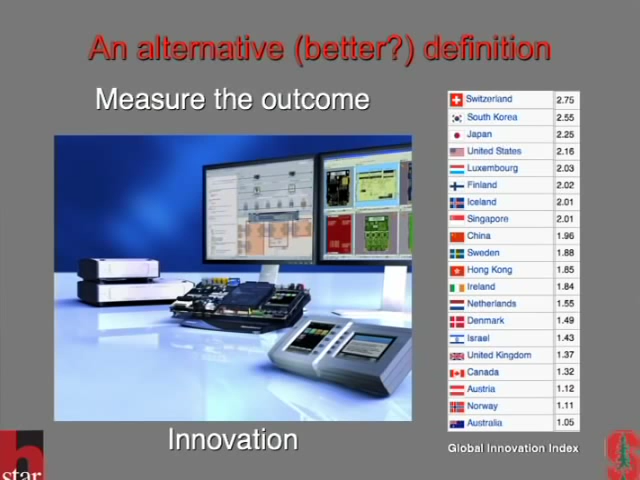 An alternative (better?) definition
Measure the outcome
Switzerland 2.75
South Korea 2.55
Japan 2.25
United States 2.16
Luxembourg 2.03
Finland 2.02
Iceland 2.01
Singapore 2.01
China 1.96
Sweden 1.88
Hong Kong 1.85
Ireland 1.84
Netherlands 1.55
Denmark 1.49
Israel 1.43
United Kingdom 1.37
Canada 1.32
Austria 1.12
Norway 1.11
Australia 1.05
Innovation
Global Innovation Index
h
star
S